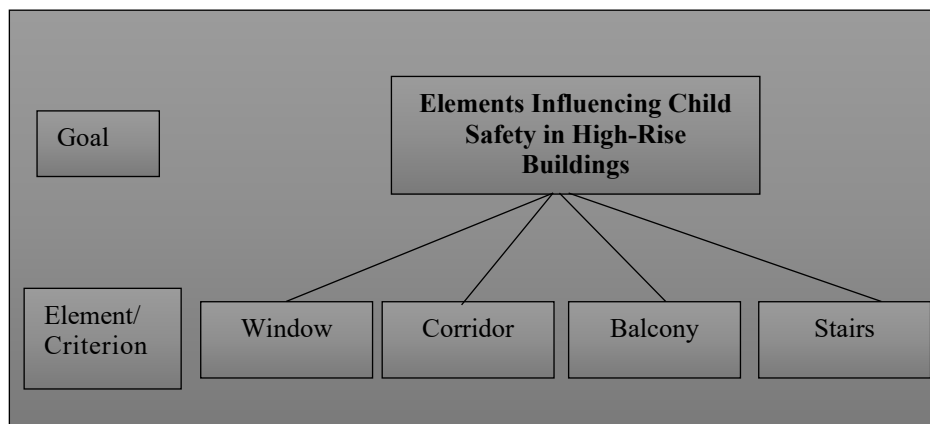 Goal
Elements Influencing Child
Safety in High-Rise
Buildings
Element/
Criterion
Window
Corridor
Balcony
Stairs